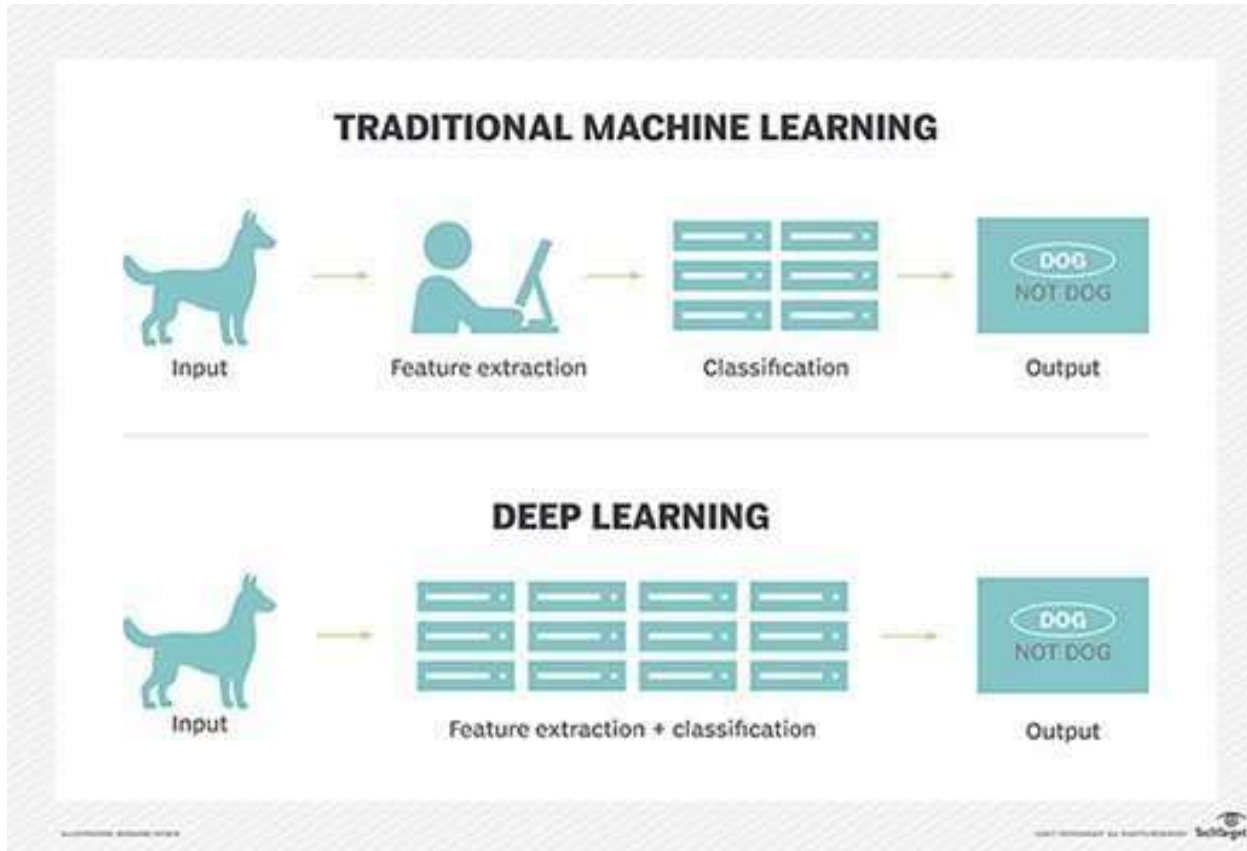 TRADITIONAL MACHINE LEARNING
DOG
NOT DOG
Input
Feature extraction
Classification
Output
DEEP LEARNING
DOG
NOT DOG
Input
Feature extraction + classification
Output
TechTarget